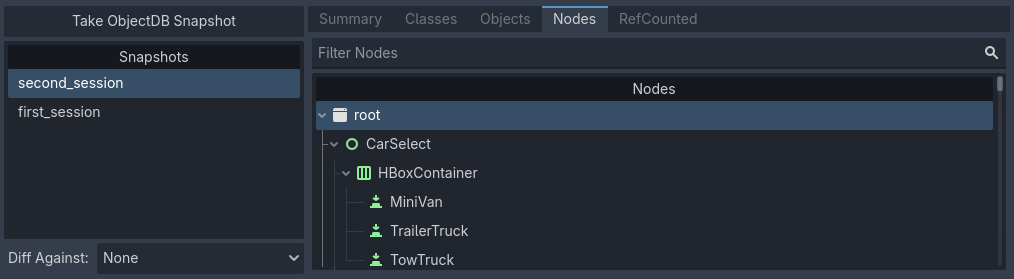 Take ObjectDB Snapshot
Snapshots
second_session
first_session
Diff Against: None
Summary Classes Objects Nodes RefCounted
Filter Nodes
Nodes
root
CarSelect
HBoxContainer
MiniVan
TrailerTruck
TowTruck